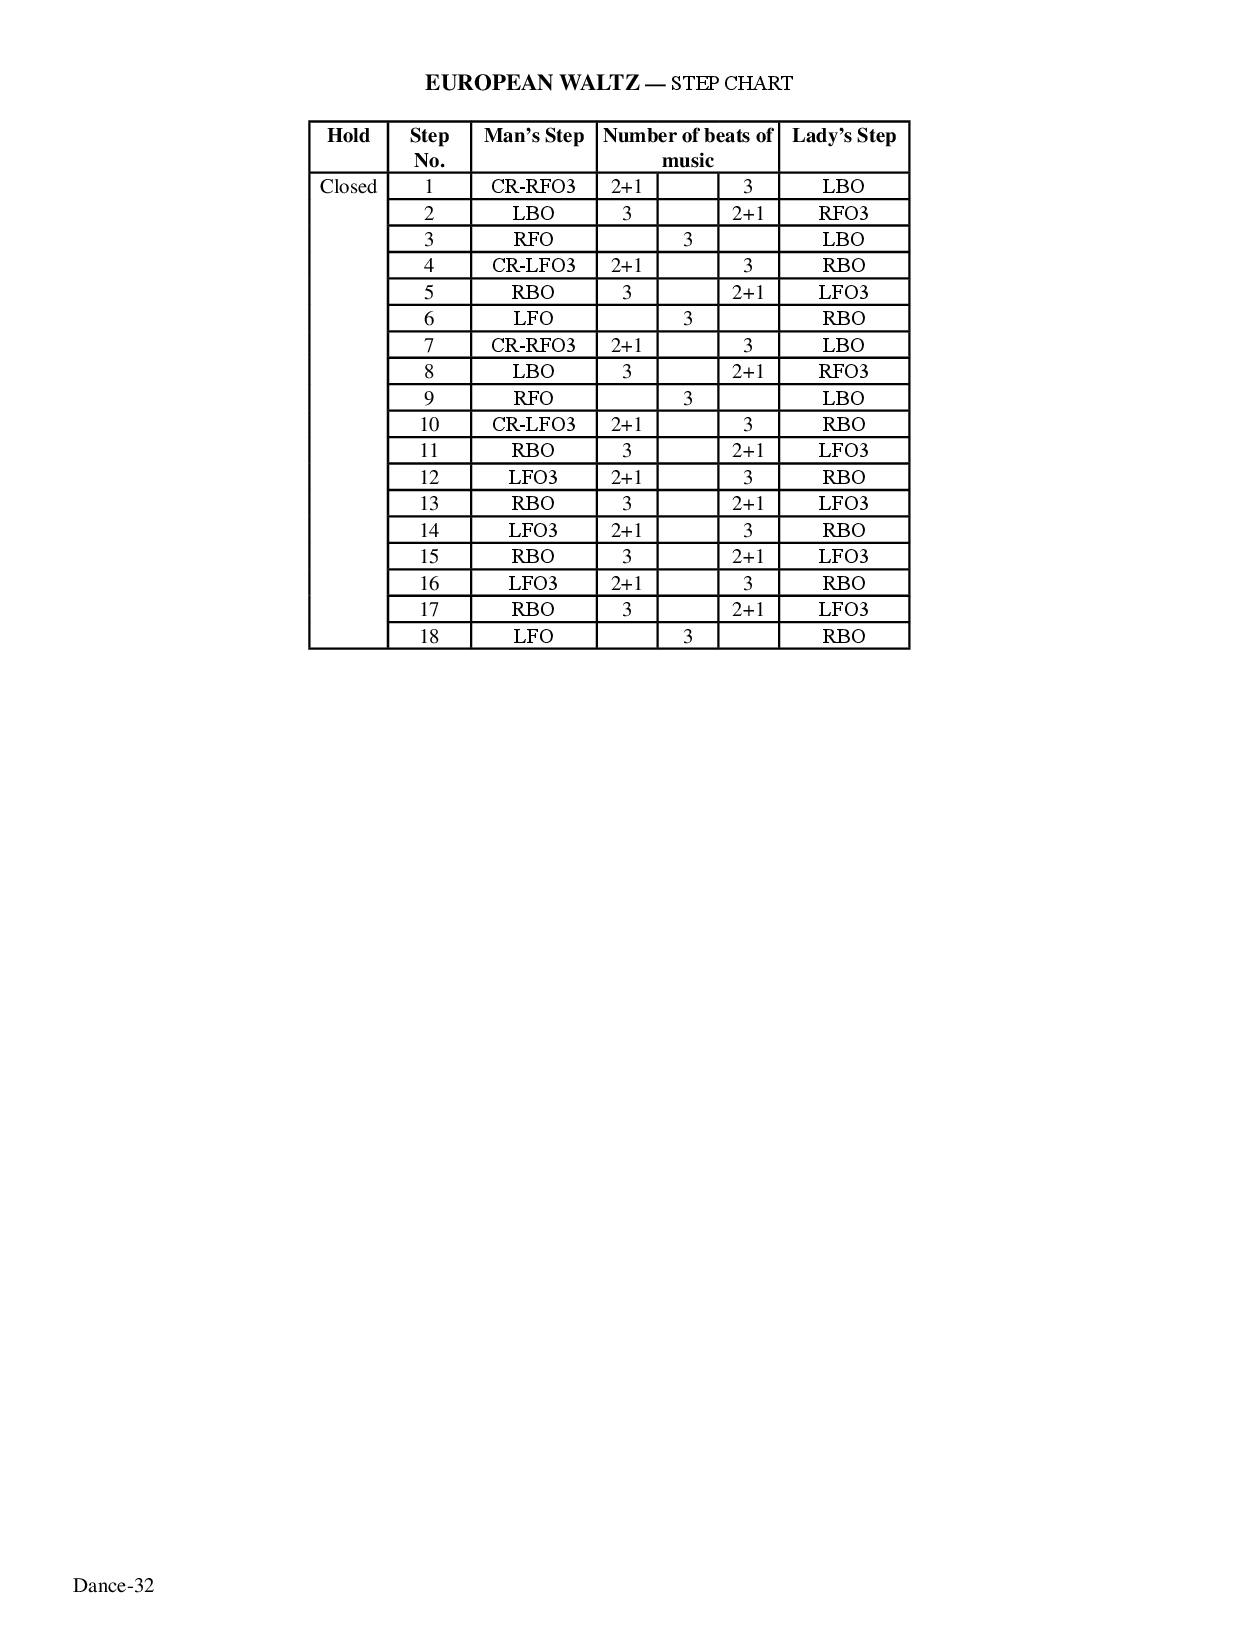 EUROPEAN WALTZ — STEP CHART
Hold Step No. Man's Step Number of beats of music Lady's Step
Closed 1 CR-RFO3 2+1 3 LBO
2 LBO 3 2+1 RFO3
3 RFO 3 LBO
4 CR-LFO3 2+1 3 RBO
5 RBO 3 2+1 LFO3
6 LFO 3 RBO
7 CR-RFO3 2+1 3 LBO
8 LBO 3 2+1 RFO3
9 RFO 3 LBO
10 CR-LFO3 2+1 3 RBO
11 RBO 3 2+1 LFO3
12 LFO3 2+1 3 RBO
13 RBO 3 2+1 LFO3
14 LFO3 2+1 3 RBO
15 RBO 3 2+1 LFO3
16 LFO3 2+1 3 RBO
17 RBO 3 2+1 LFO3
18 LFO 3 RBO
Dance-32